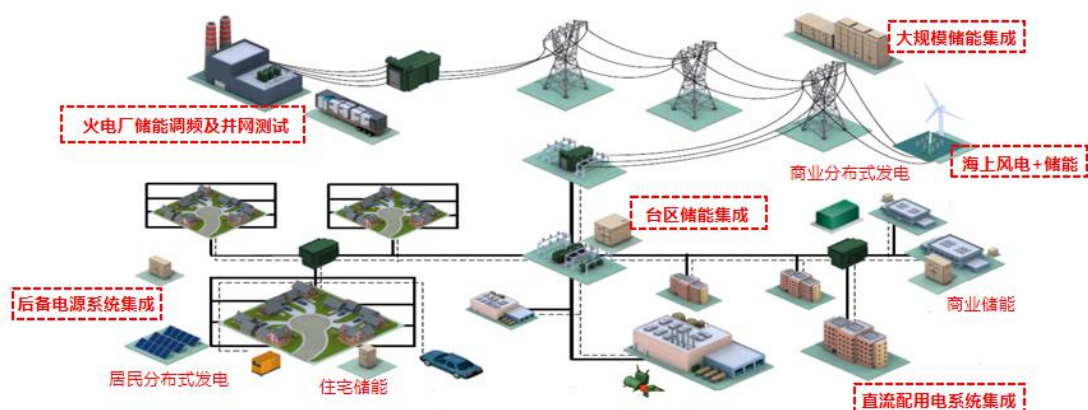 大规模储能集成
火电厂储能调频及并网测试
海上风电+储能
商业分布式发电
台区储能集成
后备电源系统集成
商业储能
居民分布式发电
住宅储能
直流配用电系统集成